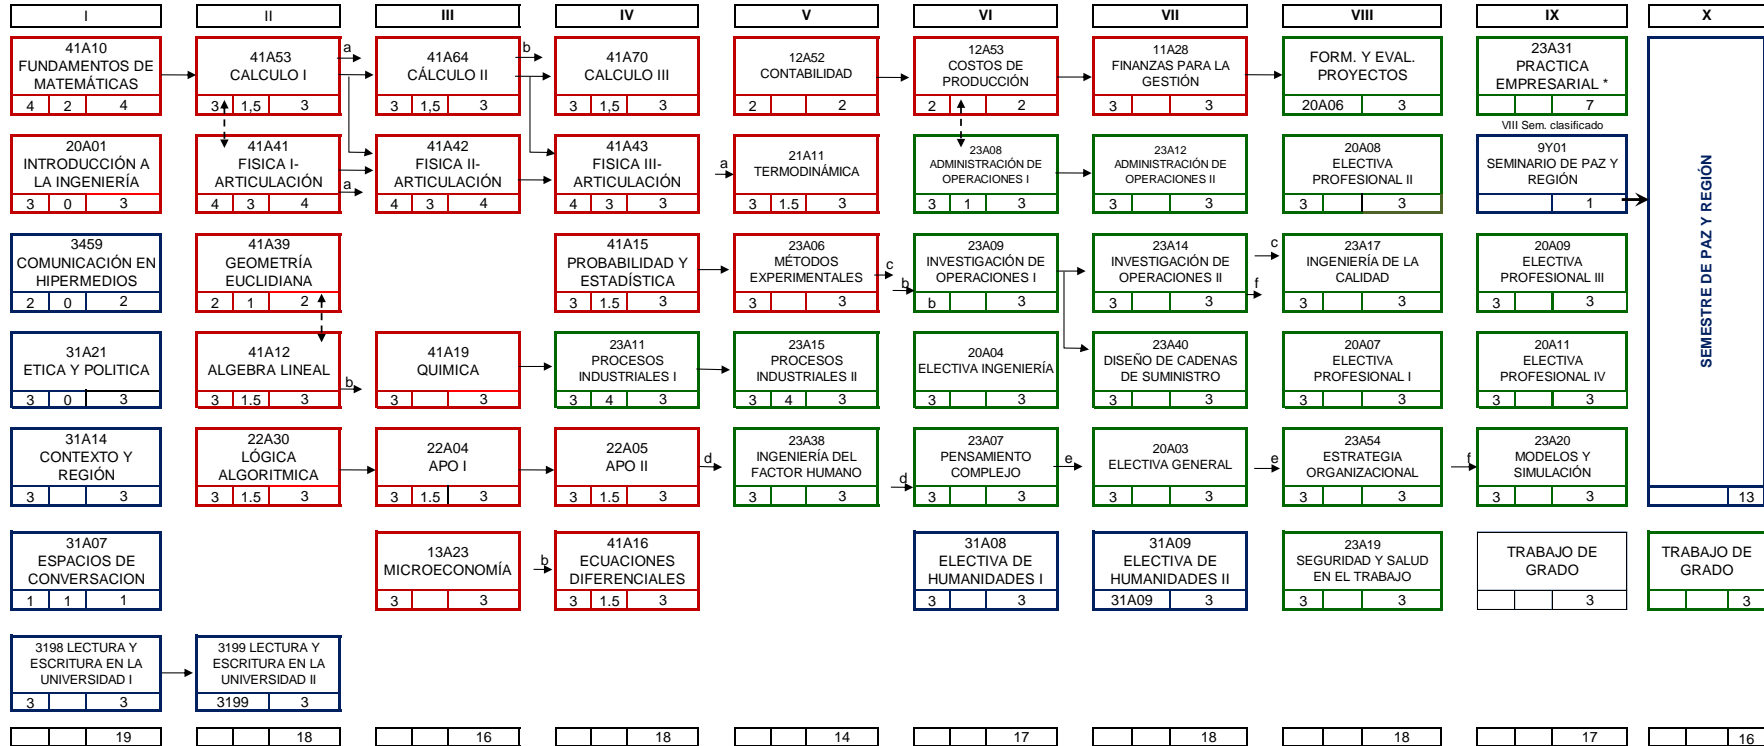 I II III IV V VI VII VIII IX X
41A10
FUNDAMENTOS DE
MATEMÁTICAS
4 2 4
41A53
CALCULO I
3 1,5 3
a
41A64
CÁLCULO II
3 1,5 3
b
41A70
CALCULO III
3 1,5 3
12A52
CONTABILIDAD
2 2
12A53
COSTOS DE
PRODUCCIÓN
2 2
11A28
FINANZAS PARA LA
GESTIÓN
3 3
FORM. Y EVAL.
PROYECTOS
20A06 3
23A31
PRACTICA
EMPRESARIAL *
7
VIII Sem. clasificado
20A01
INTRODUCCIÓN A
LA INGENIERÍA
3 0 3
41A41
FISICA I-
ARTICULACIÓN
4 3 4
a
41A42
FISICA II-
ARTICULACIÓN
4 3 4
41A43
FISICA III-
ARTICULACIÓN
4 3 3
a
21A11
TERMODINÁMICA
3 1.5 3
23A08
ADMINISTRACIÓN DE
OPERACIONES I
3 1 3
23A12
ADMINISTRACIÓN DE
OPERACIONES II
3 3
20A08
ELECTIVA
PROFESIONAL II
3 3
9Y01
SEMINARIO DE PAZ Y
REGIÓN
1
SEMESTRE DE PAZ Y REGIÓN
13
3459
COMUNICACIÓN EN
HIPERMEDIOS
2 0 2
41A39
GEOMETRÍA
EUCLIDIANA
2 1 2
41A15
PROBABILIDAD Y
ESTADÍSTICA
3 1.5 3
23A06
MÉTODOS
EXPERIMENTALES
3 3
c
b
23A09
INVESTIGACIÓN DE
OPERACIONES I
b 3
23A14
INVESTIGACIÓN DE
OPERACIONES II
3 3
c
f
23A17
INGENIERÍA DE LA
CALIDAD
3 3
20A09
ELECTIVA
PROFESIONAL III
3 3
31A21
ETICA Y POLITICA
3 0 3
41A12
ALGEBRA LINEAL
3 1.5 3
b
41A19
QUIMICA
3 3
23A11
PROCESOS
INDUSTRIALES I
3 4 3
23A15
PROCESOS
INDUSTRIALES II
3 4 3
20A04
ELECTIVA INGENIERÍA
3 3
23A40
DISEÑO DE CADENAS
DE SUMINISTRO
3 3
20A07
ELECTIVA
PROFESIONAL I
3 3
20A11
ELECTIVA
PROFESIONAL IV
3 3
31A14
CONTEXTO Y
REGIÓN
3 3
22A30
LÓGICA
ALGORITMICA
3 1.5 3
22A04
APO I
3 1.5 3
22A05
APO II
3 1.5 3
d
23A38
INGENIERÍA DEL
FACTOR HUMANO
3 3
d
23A07
PENSAMIENTO
COMPLEJO
3 3
e
20A03
ELECTIVA GENERAL
3 3
e
23A54
ESTRATEGIA
ORGANIZACIONAL
3 3
f
23A20
MODELOS Y
SIMULACIÓN
3 3
31A07
ESPACIOS DE
CONVERSACION
1 1 1
13A23
MICROECONOMÍA
3 3
b
41A16
ECUACIONES
DIFERENCIALES
3 1.5 3
31A08
ELECTIVA DE
HUMANIDADES I
3 3
31A09
ELECTIVA DE
HUMANIDADES II
31A09 3
23A19
SEGURIDAD Y SALUD
EN EL TRABAJO
3 3
TRABAJO DE
GRADO
3
TRABAJO DE
GRADO
3
3198 LECTURA Y
ESCRITURA EN LA
UNIVERSIDAD I
3 3
3199 LECTURA Y
ESCRITURA EN LA
UNIVERSIDAD II
3199 3
19 18 16 18 14 17 18 18 17 16